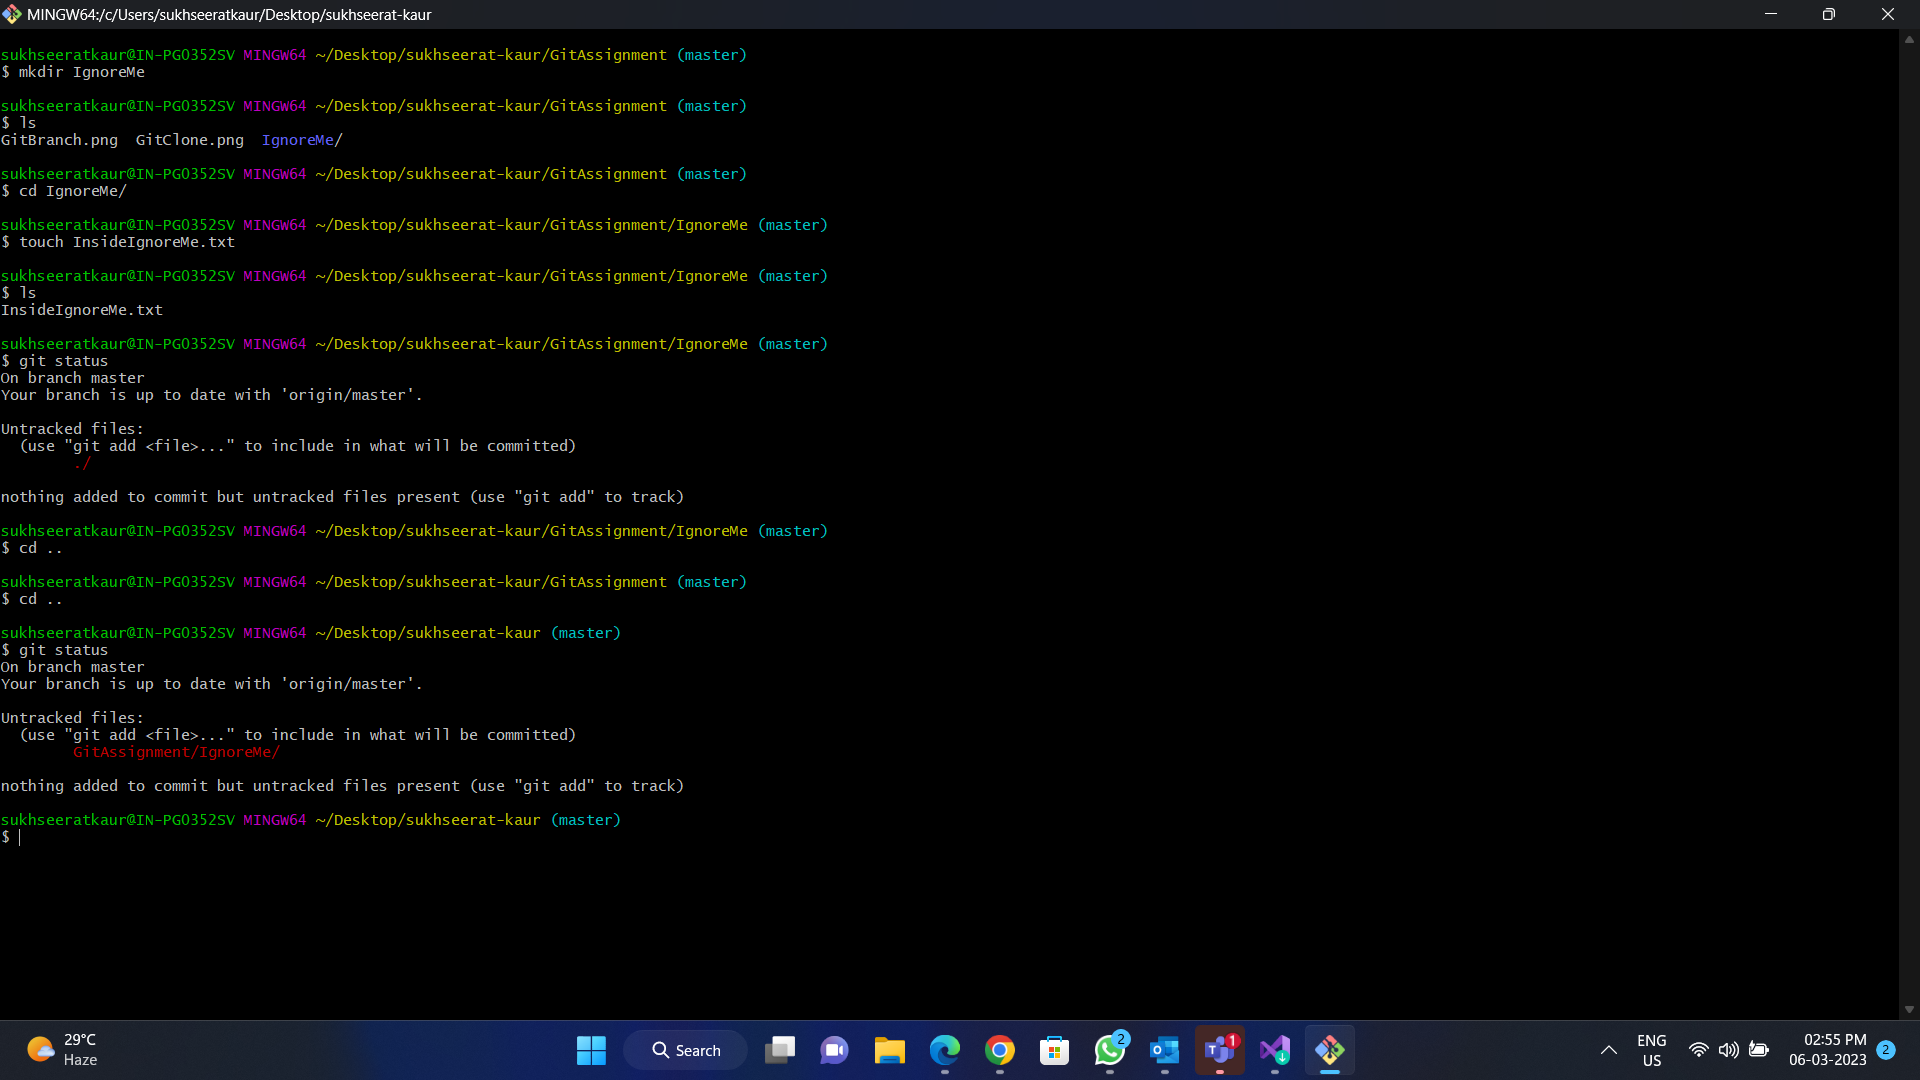 MINGW64:/c/Users/sukhseeratkaur/Desktop/sukhseerat-kaur
sukhseeratkaur@IN-PG0352SV MINGW64 ~/Desktop/sukhseerat-kaur/GitAssignment (master)
$ mkdir IgnoreMe
sukhseeratkaur@IN-PG0352SV MINGW64 ~/Desktop/sukhseerat-kaur/GitAssignment (master)
$ ls
GitBranch.png  GitClone.png  IgnoreMe/
sukhseeratkaur@IN-PG0352SV MINGW64 ~/Desktop/sukhseerat-kaur/GitAssignment (master)
$ cd IgnoreMe/
sukhseeratkaur@IN-PG0352SV MINGW64 ~/Desktop/sukhseerat-kaur/GitAssignment/IgnoreMe (master)
$ touch InsideIgnoreMe.txt
sukhseeratkaur@IN-PG0352SV MINGW64 ~/Desktop/sukhseerat-kaur/GitAssignment/IgnoreMe (master)
$ ls
InsideIgnoreMe.txt
sukhseeratkaur@IN-PG0352SV MINGW64 ~/Desktop/sukhseerat-kaur/GitAssignment/IgnoreMe (master)
$ git status
On branch master
Your branch is up to date with 'origin/master'.
Untracked files:
  (use "git add <file>..." to include in what will be committed)
        ./
nothing added to commit but untracked files present (use "git add" to track)
sukhseeratkaur@IN-PG0352SV MINGW64 ~/Desktop/sukhseerat-kaur/GitAssignment/IgnoreMe (master)
$ cd ..
sukhseeratkaur@IN-PG0352SV MINGW64 ~/Desktop/sukhseerat-kaur/GitAssignment (master)
$ cd ..
sukhseeratkaur@IN-PG0352SV MINGW64 ~/Desktop/sukhseerat-kaur (master)
$ git status
On branch master
Your branch is up to date with 'origin/master'.
Untracked files:
  (use "git add <file>..." to include in what will be committed)
        GitAssignment/IgnoreMe/
nothing added to commit but untracked files present (use "git add" to track)
sukhseeratkaur@IN-PG0352SV MINGW64 ~/Desktop/sukhseerat-kaur (master)
$
29°C
Haze
Search
2
1
ENG
US
02:55 PM
06-03-2023
2